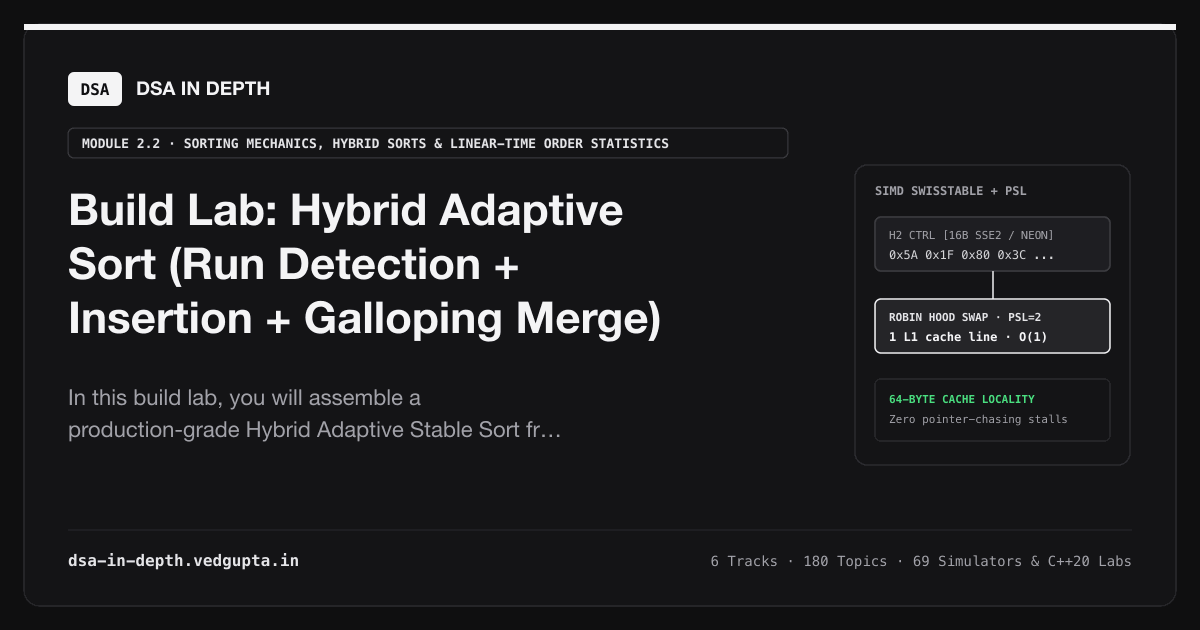 DSA
DSA IN DEPTH
MODULE 2.2 · SORTING MECHANICS, HYBRID SORTS & LINEAR-TIME ORDER STATISTICS
Build Lab: Hybrid Adaptive
Sort (Run Detection +
Insertion + Galloping Merge)
In this build lab, you will assemble a
production-grade Hybrid Adaptive Stable Sort fr...
SIMD SWISSTABLE + PSL
H2 CTRL [16B SSE2 / NEON]
0x5A 0x1F 0x80 0x3C ...
ROBIN HOOD SWAP · PSL=2
1 L1 cache line · O(1)
64-BYTE CACHE LOCALITY
Zero pointer-chasing stalls
dsa-in-depth.vedgupta.in
6 Tracks · 180 Topics · 69 Simulators & C++20 Labs